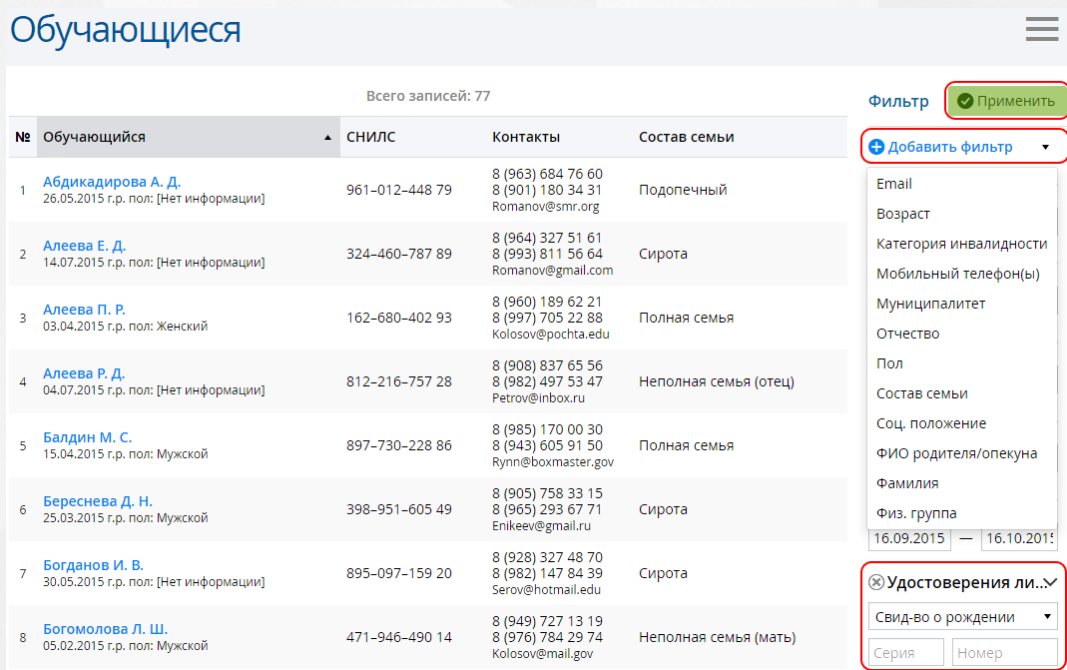 Обучающиеся
Всего записей: 77
№ Обучающийся СНИЛС Контакты Состав семьи
1 Абдикадирова А. Д.
26.05.2015 г.р. пол: [Нет информации]
961–012–448 79
8 (963) 684 76 60
8 (901) 180 34 31
Romanov@smr.org
Подопечный
2 Алеева Е. Д.
14.07.2015 г.р. пол: [Нет информации]
324–460–787 89
8 (964) 327 51 61
8 (993) 811 56 64
Romanov@gmail.com
Сирота
3 Алеева П. Р.
03.04.2015 г.р. пол: Женский
162–680–402 93
8 (960) 189 62 21
8 (997) 705 22 88
Kolosov@pochta.edu
Полная семья
4 Алеева Р. Д.
04.07.2015 г.р. пол: [Нет информации]
812–216–757 28
8 (908) 837 65 56
8 (982) 497 53 47
Petrov@inbox.ru
Неполная семья (отец)
5 Балдин М. С.
15.04.2015 г.р. пол: Мужской
897–730–228 86
8 (985) 170 00 30
8 (943) 605 91 50
Rynn@boxmaster.gov
Полная семья
6 Береснева Д. Н.
25.03.2015 г.р. пол: Мужской
398–951–605 49
8 (905) 758 33 15
8 (965) 293 67 71
Enikeev@gmail.ru
Сирота
7 Богданов И. В.
30.05.2015 г.р. пол: [Нет информации]
895–097–159 20
8 (928) 327 48 70
8 (982) 147 84 39
Serov@hotmail.edu
Сирота
8 Богомолова Л. Ш.
05.02.2015 г.р. пол: Мужской
471–946–490 14
8 (949) 727 13 19
8 (976) 784 29 74
Kolosov@mail.gov
Неполная семья (мать)
Фильтр Применить
Добавить фильтр
Email
Возраст
Категория инвалидности
Мобильный телефон(ы)
Муниципалитет
Отчество
Пол
Состав семьи
Соц. положение
ФИО родителя/опекуна
Фамилия
Физ. группа
16.09.2015 — 16.10.2015
Удостоверения ли...
Свид-во о рождении
Серия Номер